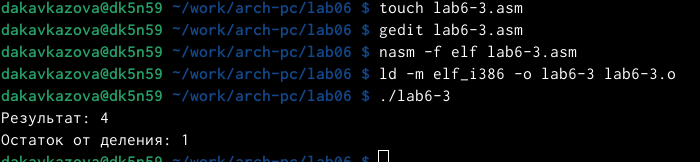 dakavkazova@dk5n59 ~/work/arch-pc/lab06 $ touch lab6-3.asm
dakavkazova@dk5n59 ~/work/arch-pc/lab06 $ gedit lab6-3.asm
dakavkazova@dk5n59 ~/work/arch-pc/lab06 $ nasm -f elf lab6-3.asm
dakavkazova@dk5n59 ~/work/arch-pc/lab06 $ ld -m elf_i386 -o lab6-3 lab6-3.o
dakavkazova@dk5n59 ~/work/arch-pc/lab06 $ ./lab6-3
Результат: 4
Остаток от деления: 1
dakavkazova@dk5n59 ~/work/arch-pc/lab06 $